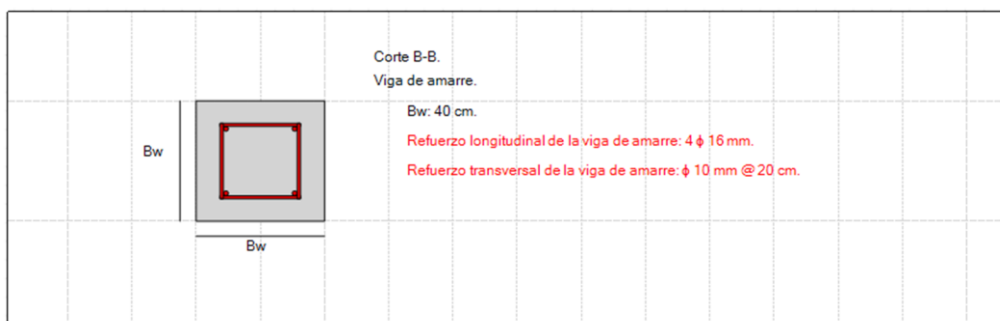 Corte B-B.
Viga de amarre.
Bw: 40 cm.
Bw
Refuerzo longitudinal de la viga de amarre: 4 ϕ 16 mm.
Refuerzo transversal de la viga de amarre: ϕ 10 mm @ 20 cm.
Bw